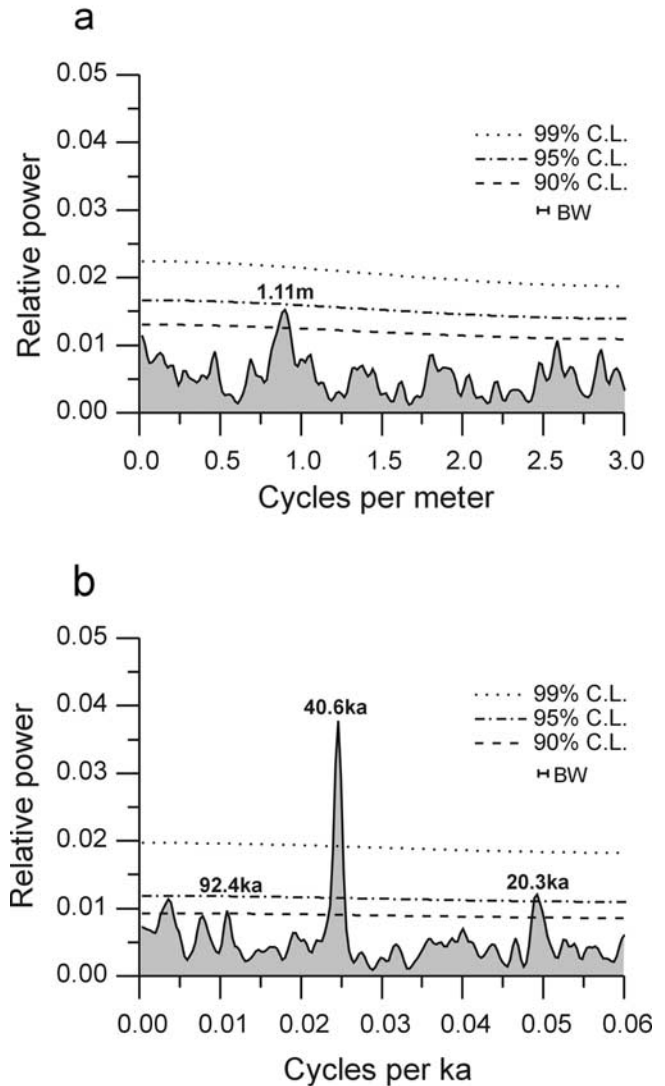 a
0.05
0.04
0.03
0.02
0.01
0.00
Relative power
99% C.L.
95% C.L.
90% C.L.
BW
1.11m
0.0 0.5 1.0 1.5 2.0 2.5 3.0
Cycles per meter
b
0.05
0.04
0.03
0.02
0.01
0.00
Relative power
99% C.L.
95% C.L.
90% C.L.
BW
40.6ka
92.4ka
20.3ka
0.00 0.01 0.02 0.03 0.04 0.05 0.06
Cycles per ka